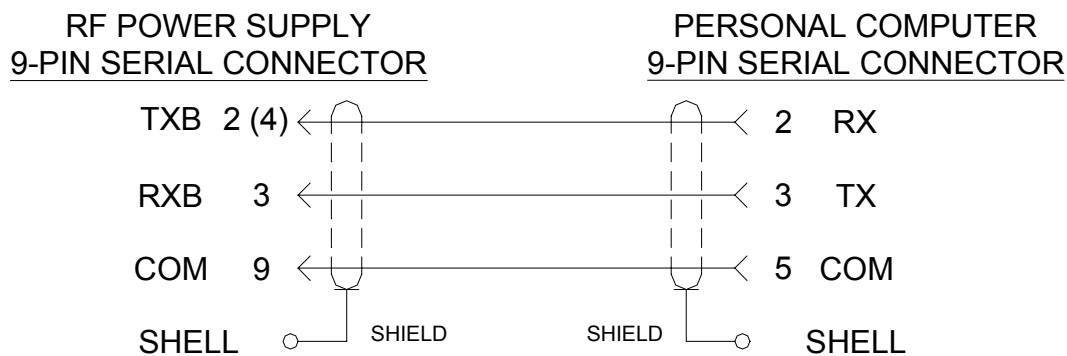 RF POWER SUPPLY
9-PIN SERIAL CONNECTOR
PERSONAL COMPUTER
9-PIN SERIAL CONNECTOR
TXB 2 (4) 2 RX
RXB 3 3 TX
COM 9 5 COM
SHELL SHIELD SHIELD SHELL